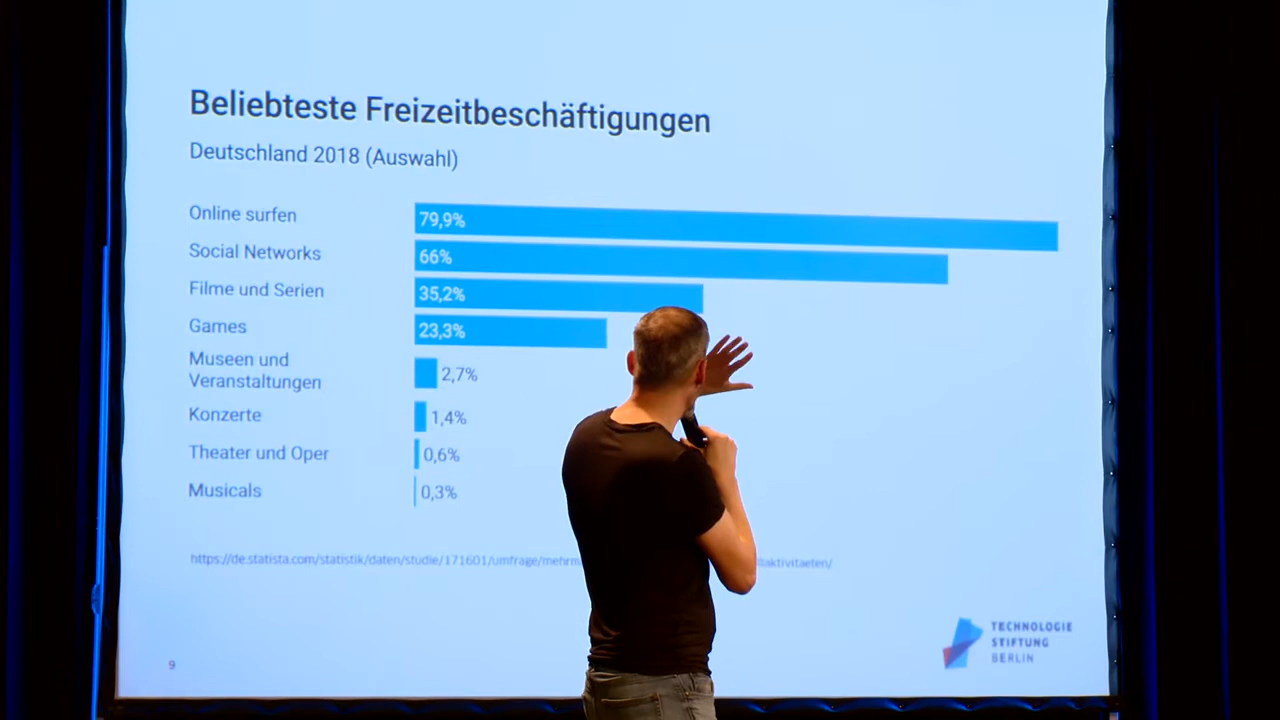 Beliebteste Freizeitbeschäftigungen
Deutschland 2018 (Auswahl)
Online surfen 79,9%
Social Networks 66%
Filme und Serien 35,2%
Games 23,3%
Museen und
Veranstaltungen 2,7%
Konzerte 1,4%
Theater und Oper 0,6%
Musicals 0,3%
https://de.statista.com/statistik/daten/studie/171601/umfrage/mehrm
aktivitaeten/
TECHNOLOGIE
STIFTUNG
BERLIN
9